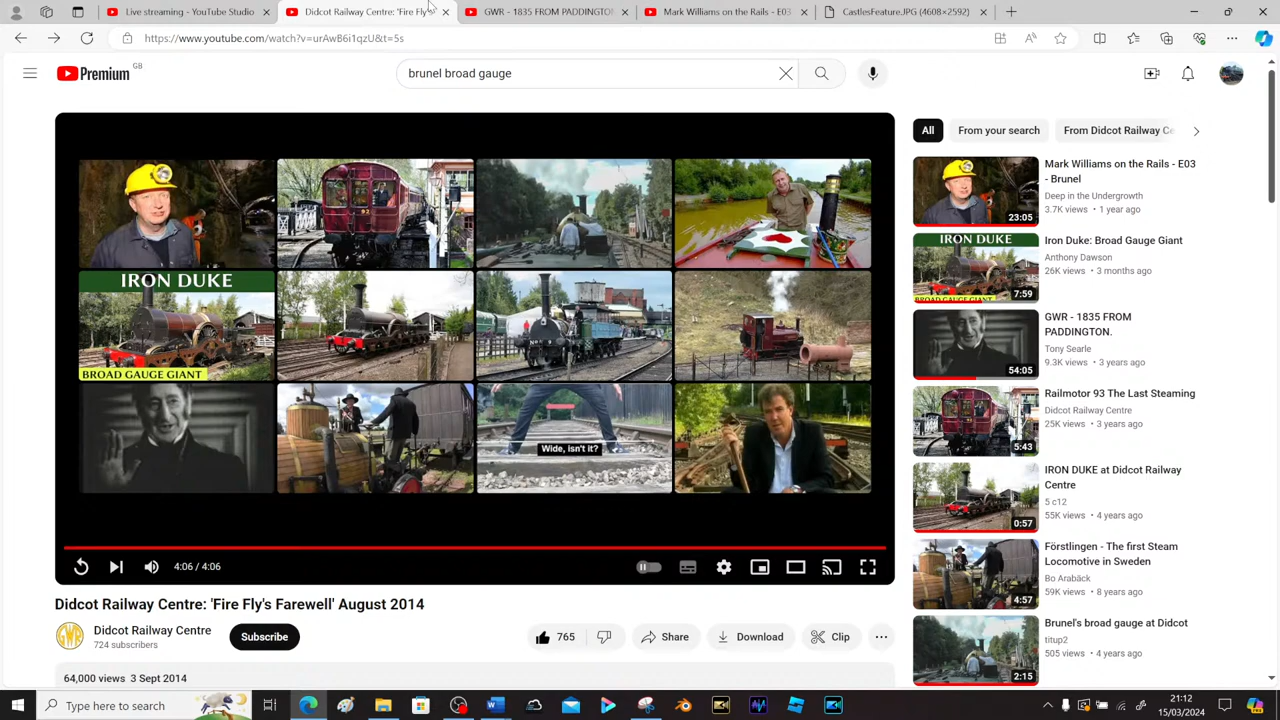 Live streaming - YouTube Studio
Didcot Railway Centre: 'Fire Fly's
GWR - 1835 FROM PADDINGTON
Mark Williams on the Rails - E03
CastlesFeature.JPG (4608×2592)
https://www.youtube.com/watch?v=urAwB6i1qzU&t=5s
Premium GB
brunel broad gauge
All
From your search
From Didcot Railway Ce
IRON DUKE
BROAD GAUGE GIANT
Wide, isn't it?
4:06 / 4:06
Didcot Railway Centre: 'Fire Fly's Farewell' August 2014
GWR
Didcot Railway Centre
724 subscribers
Subscribe
765
Share
Download
Clip
64,000 views 3 Sept 2014
23:05
Mark Williams on the Rails - E03
- Brunel
Deep in the Undergrowth
3.7K views • 1 year ago
IRON DUKE
BROAD GAUGE GIANT
7:59
Iron Duke: Broad Gauge Giant
Anthony Dawson
26K views • 3 months ago
54:05
GWR - 1835 FROM
PADDINGTON.
Tony Searle
9.3K views • 3 years ago
5:43
Railmotor 93 The Last Steaming
Didcot Railway Centre
25K views • 3 years ago
0:57
IRON DUKE at Didcot Railway
Centre
5 c12
55K views • 4 years ago
4:57
Förstlingen - The first Steam
Locomotive in Sweden
Bo Arabäck
59K views • 8 years ago
2:15
Brunel's broad gauge at Didcot
titup2
505 views • 4 years ago
Type here to search
21:12
15/03/2024